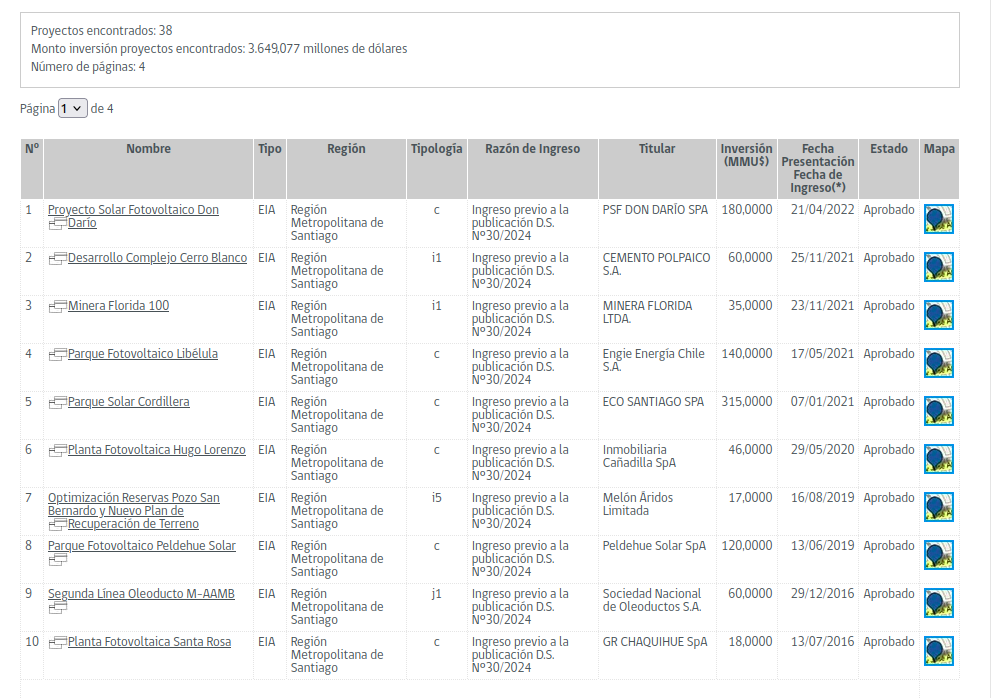 Proyectos encontrados: 38
Monto inversión proyectos encontrados: 3.649,077 millones de dólares
Número de páginas: 4
Página 1 de 4
Nº Nombre Tipo Región Tipología Razón de Ingreso Titular Inversión (MMU$) Fecha Presentación Fecha de Ingreso(*) Estado Mapa
1 Proyecto Solar Fotovoltaico Don Darío EIA Región Metropolitana de Santiago c Ingreso previo a la publicación D.S. Nº30/2024 PSF DON DARÍO SPA 180,0000 21/04/2022 Aprobado
2 Desarrollo Complejo Cerro Blanco EIA Región Metropolitana de Santiago i1 Ingreso previo a la publicación D.S. Nº30/2024 CEMENTO POLPAICO S.A. 60,0000 25/11/2021 Aprobado
3 Minera Florida 100 EIA Región Metropolitana de Santiago i1 Ingreso previo a la publicación D.S. Nº30/2024 MINERA FLORIDA LTDA. 35,0000 23/11/2021 Aprobado
4 Parque Fotovoltaico Libélula EIA Región Metropolitana de Santiago c Ingreso previo a la publicación D.S. Nº30/2024 Engie Energía Chile S.A. 140,0000 17/05/2021 Aprobado
5 Parque Solar Cordillera EIA Región Metropolitana de Santiago c Ingreso previo a la publicación D.S. Nº30/2024 ECO SANTIAGO SPA 315,0000 07/01/2021 Aprobado
6 Planta Fotovoltaica Hugo Lorenzo EIA Región Metropolitana de Santiago c Ingreso previo a la publicación D.S. Nº30/2024 Inmobiliaria Cañadilla SpA 46,0000 29/05/2020 Aprobado
7 Optimización Reservas Pozo San Bernardo y Nuevo Plan de Recuperación de Terreno EIA Región Metropolitana de Santiago i5 Ingreso previo a la publicación D.S. Nº30/2024 Melón Áridos Limitada 17,0000 16/08/2019 Aprobado
8 Parque Fotovoltaico Peldehue Solar EIA Región Metropolitana de Santiago c Ingreso previo a la publicación D.S. Nº30/2024 Peldehue Solar SpA 120,0000 13/06/2019 Aprobado
9 Segunda Línea Oleoducto M-AAMB EIA Región Metropolitana de Santiago j1 Ingreso previo a la publicación D.S. Nº30/2024 Sociedad Nacional de Oleoductos S.A. 60,0000 29/12/2016 Aprobado
10 Planta Fotovoltaica Santa Rosa EIA Región Metropolitana de Santiago c Ingreso previo a la publicación D.S. Nº30/2024 GR CHAQUIHUE SpA 18,0000 13/07/2016 Aprobado